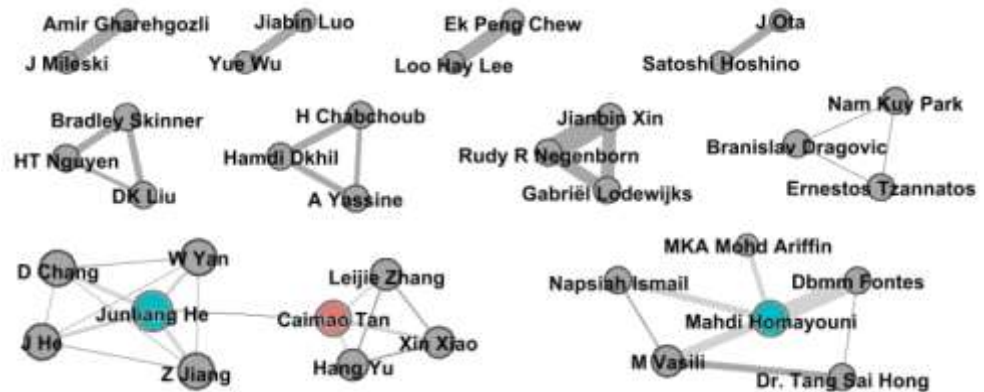 Amir Gharehgozli
Jiabin Luo
Ek Peng Chew
J Ota
J Mileski
Yue Wu
Loo Hay Lee
Satoshi Hoshino
Bradley Skinner
H Chabchoub
Jianbin Xin
Nam Kuy Park
HT Nguyen
Hamdi Dkhil
Rudy R Negenborn
Branislav Dragovic
DK Liu
A Yassine
Gabriël Lodewijks
Ernestos Tzannatos
W Yan
MKA Mohd Ariffin
D Chang
Leijie Zhang
Napsiah Ismail
Dbmm Fontes
Junliang He
Caimao Tan
Mahdi Homayouni
J He
Xin Xiao
Z Jiang
Hang Yu
M Vasili
Dr. Tang Sai Hong